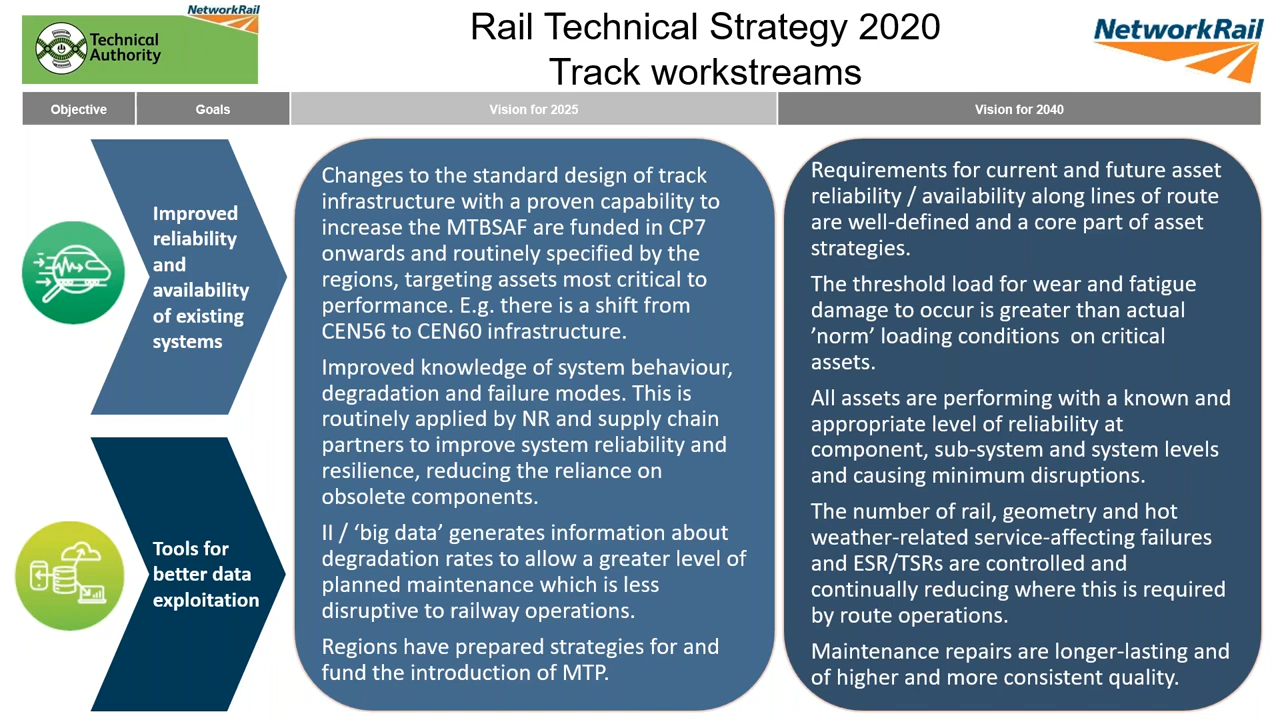 NetworkRail
Technical
Authority
Rail Technical Strategy 2020
Track workstreams
NetworkRail
Objective
Goals
Vision for 2025
Vision for 2040
Improved
reliability
and
availability
of existing
systems
Tools for
better data
exploitation
Changes to the standard design of track
infrastructure with a proven capability to
increase the MTBSAF are funded in CP7
onwards and routinely specified by the
regions, targeting assets most critical to
performance. E.g. there is a shift from
CEN56 to CEN60 infrastructure.
Improved knowledge of system behaviour,
degradation and failure modes. This is
routinely applied by NR and supply chain
partners to improve system reliability and
resilience, reducing the reliance on
obsolete components.
II / ‘big data’ generates information about
degradation rates to allow a greater level of
planned maintenance which is less
disruptive to railway operations.
Regions have prepared strategies for and
fund the introduction of MTP.
Requirements for current and future asset
reliability / availability along lines of route
are well-defined and a core part of asset
strategies.
The threshold load for wear and fatigue
damage to occur is greater than actual
’norm’ loading conditions on critical
assets.
All assets are performing with a known and
appropriate level of reliability at
component, sub-system and system levels
and causing minimum disruptions.
The number of rail, geometry and hot
weather-related service-affecting failures
and ESR/TSRs are controlled and
continually reducing where this is required
by route operations.
Maintenance repairs are longer-lasting and
of higher and more consistent quality.